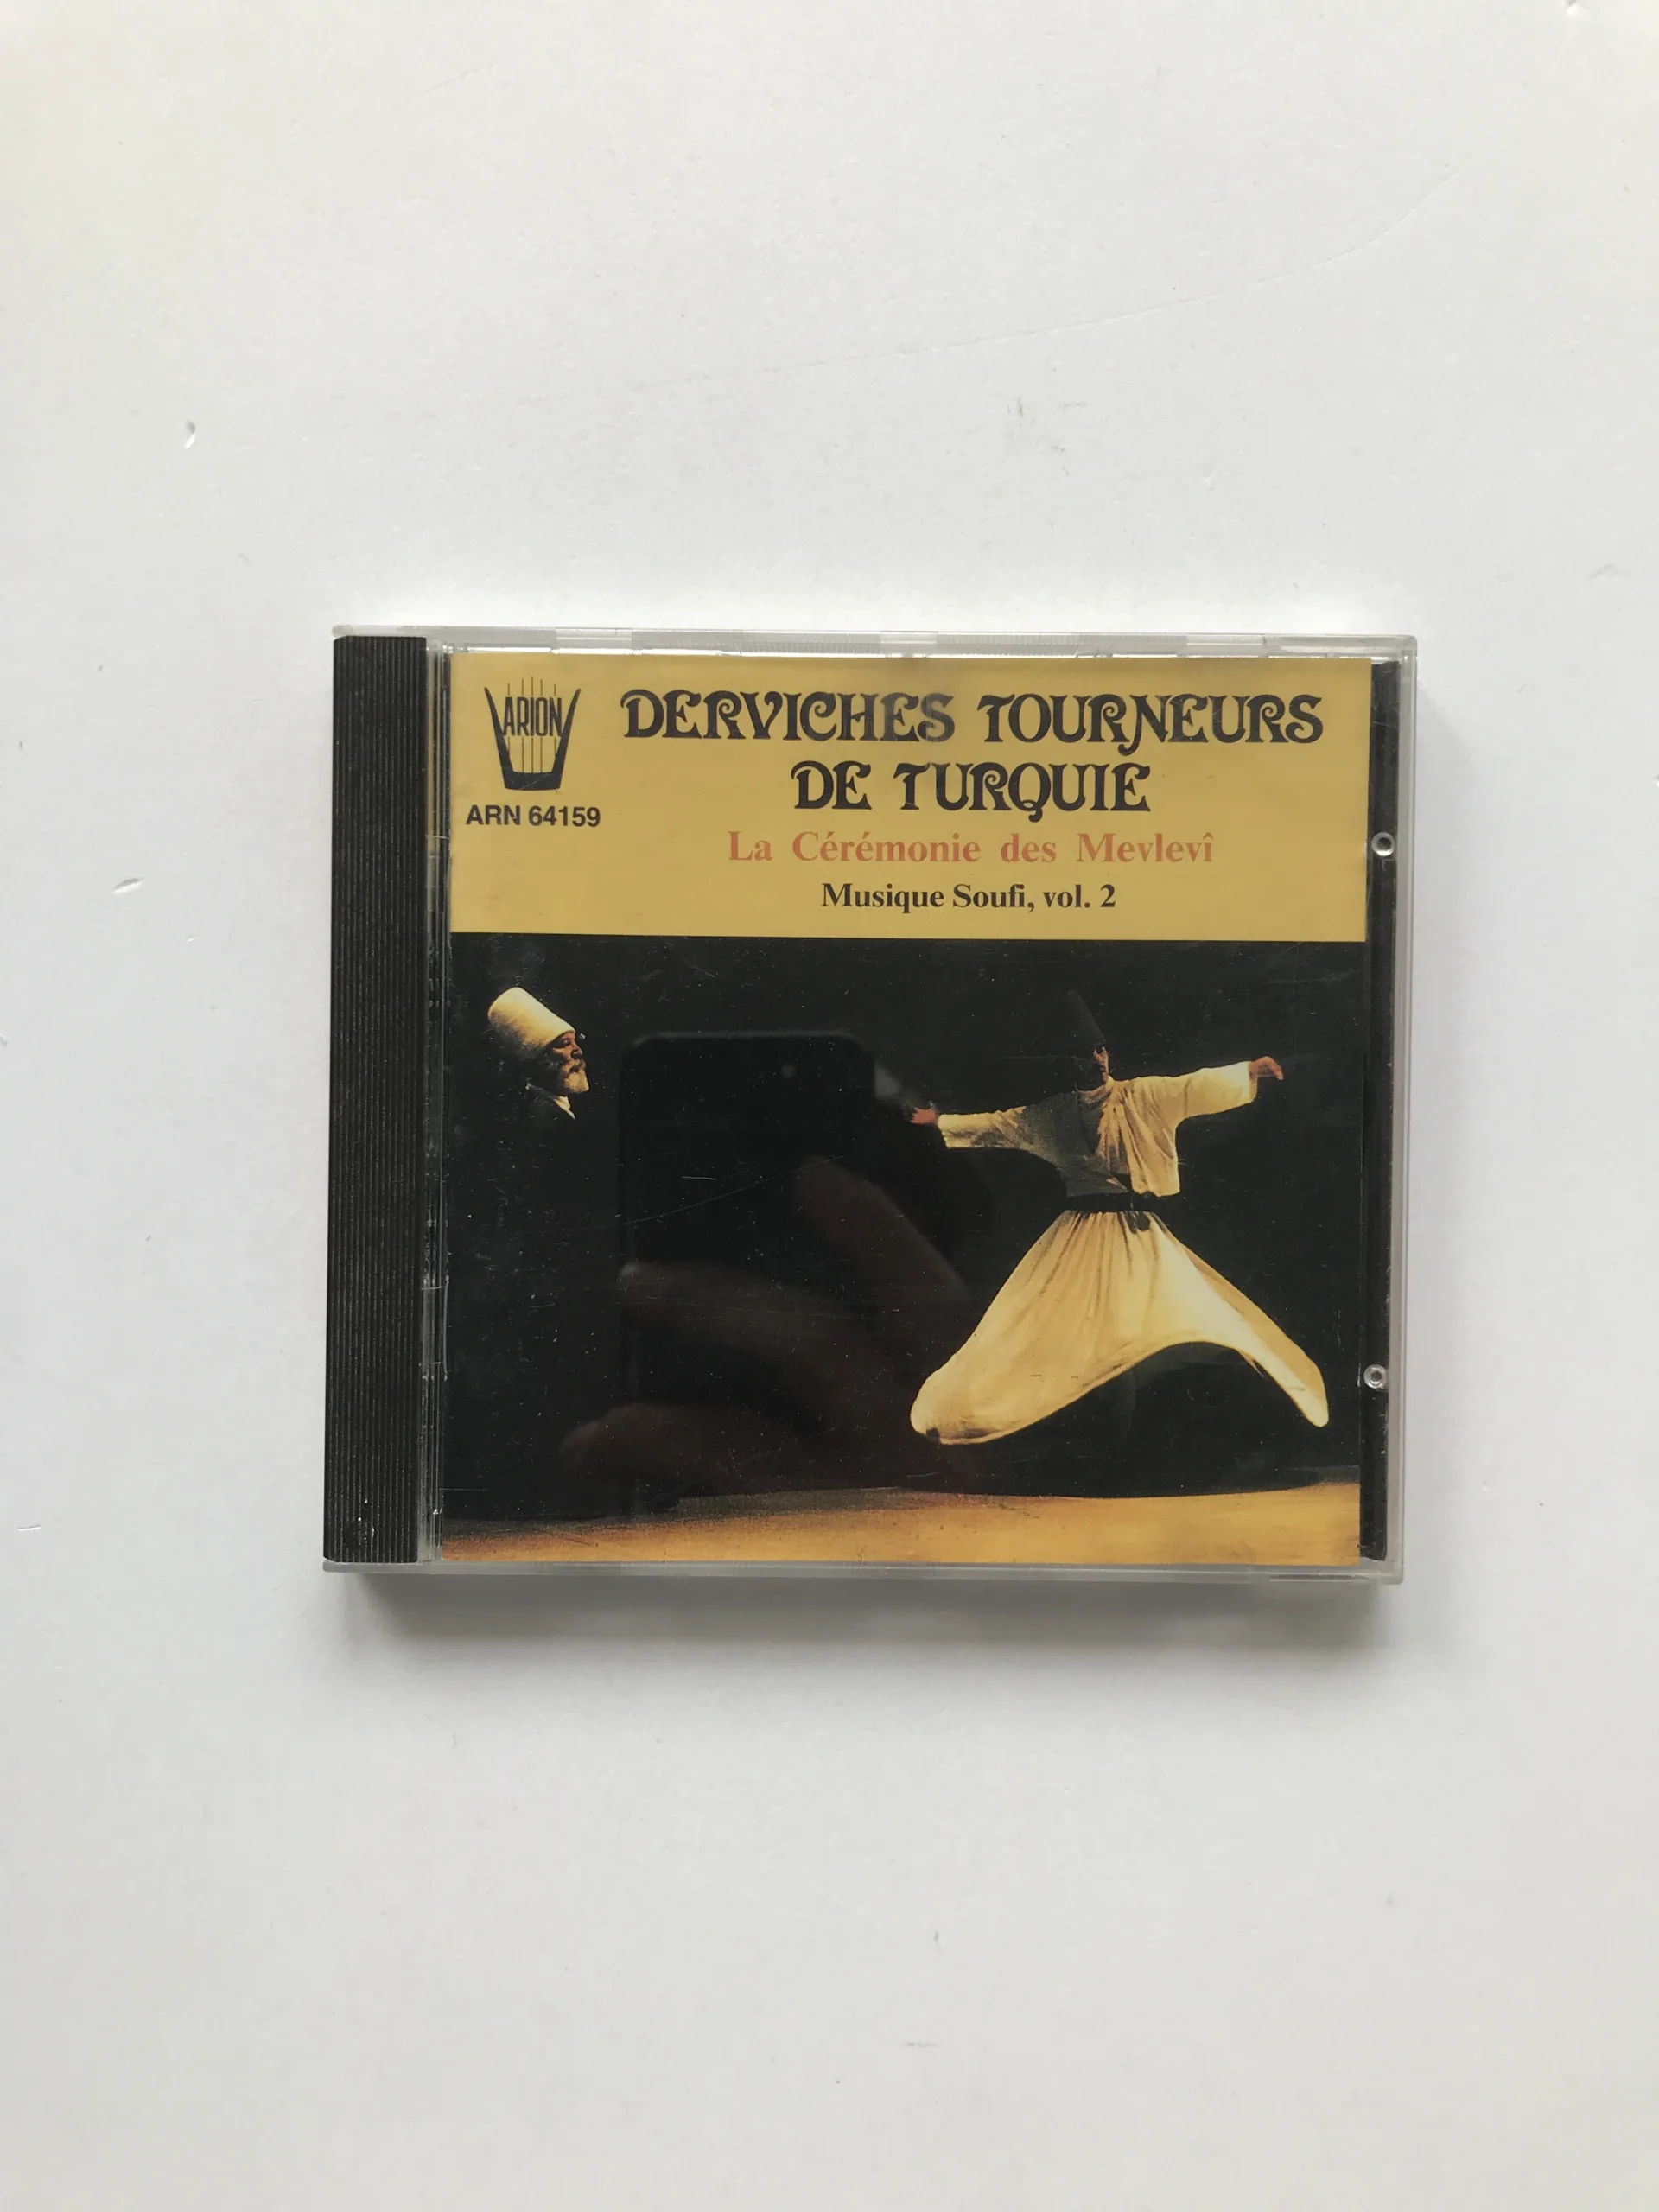 ARION
ARN 64159
DERVICHES TOURNEURS
DE TURQUIE
La Cérémonie des Mevlevî
Musique Soufi, vol. 2